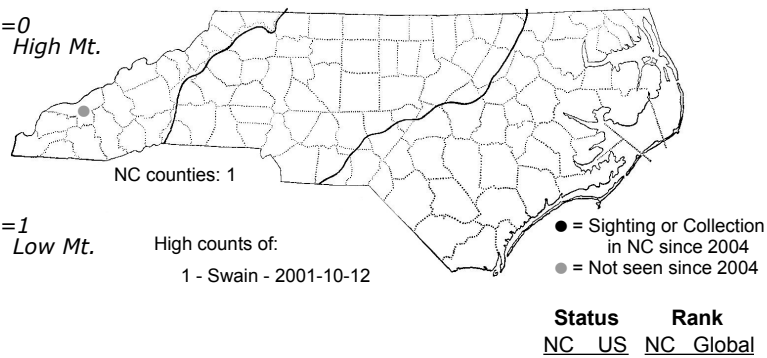 =0
High Mt.
NC counties: 1
=1
Low Mt.
High counts of:
1 - Swain - 2001-10-12
● = Sighting or Collection
in NC since 2004
● = Not seen since 2004
Status Rank
NC US NC Global